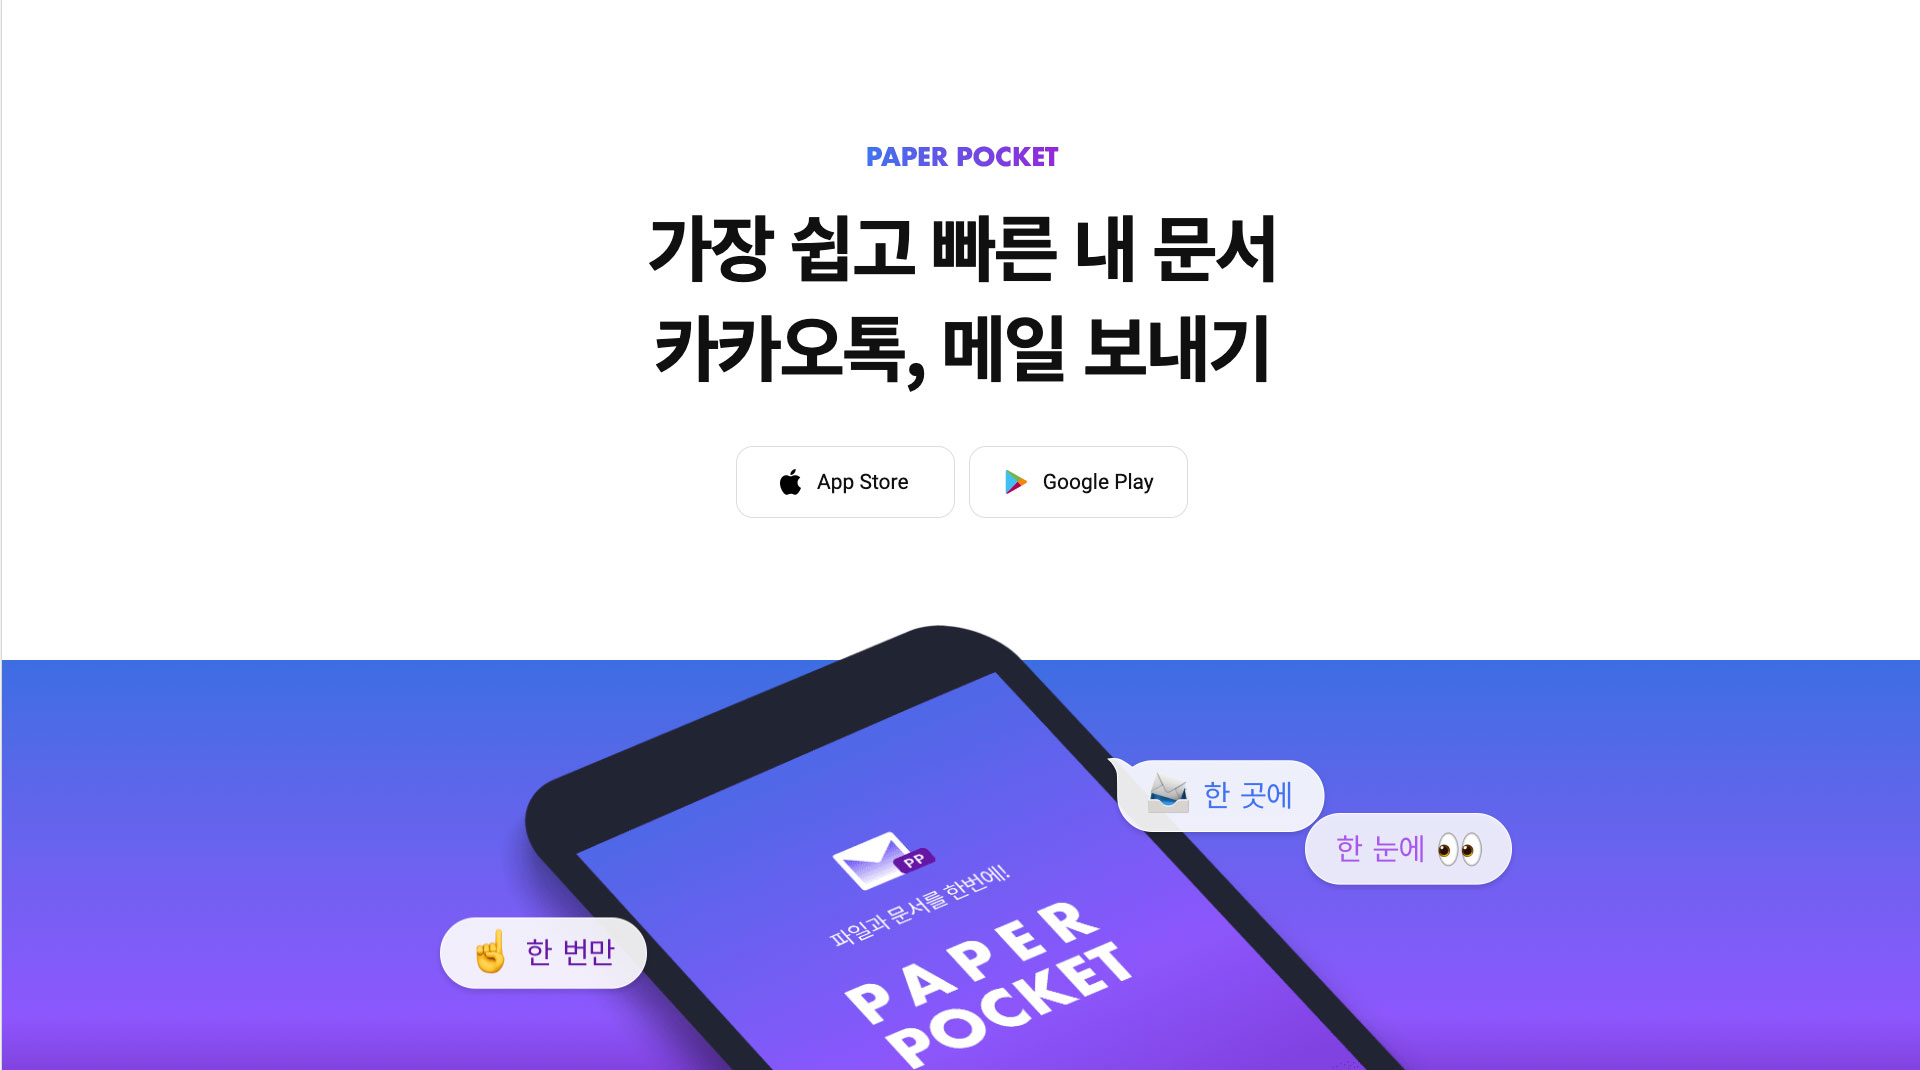 PAPER POCKET
가장 쉽고 빠른 내 문서
카카오톡, 메일 보내기
App Store
Google Play
한 곳에
한 눈에
PP
파일과 문서를 한번에!
PAPER
POCKET
한 번만